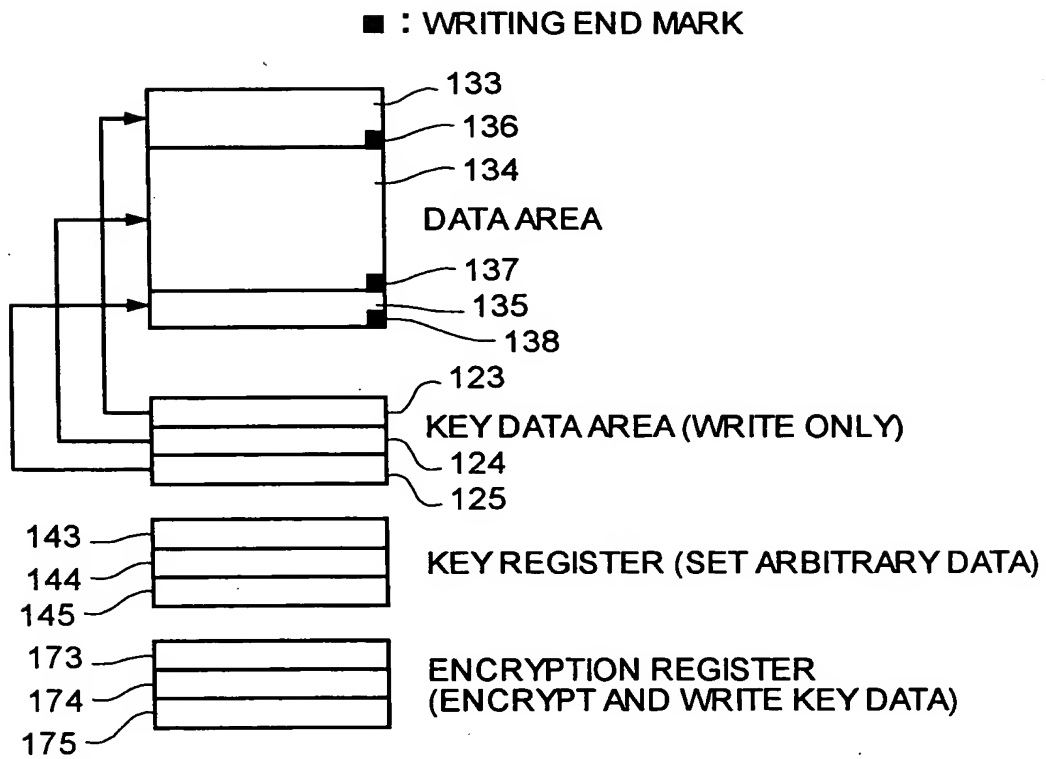 ■ : WRITING END MARK
133
136
134
DATA AREA
137
135
138
123
KEY DATA AREA (WRITE ONLY)
124
125
143
KEY REGISTER (SET ARBITRARY DATA)
144
145
173
ENCRYPTION REGISTER
174
(ENCRYPT AND WRITE KEY DATA)
175